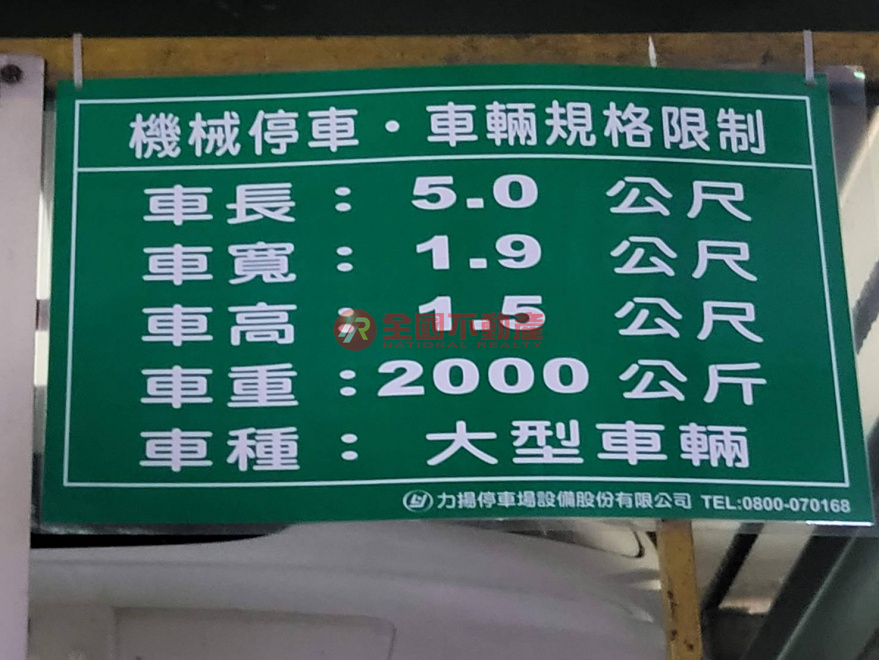 機械停車・車輛規格限制
車長：5.0 公尺
車寬：1.9 公尺
車高：1.5 公尺
全國不動產
NATIONAL REALTY
車重：2000 公斤
車種：大型車輛
力揚停車場設備股份有限公司 TEL:0800-070168